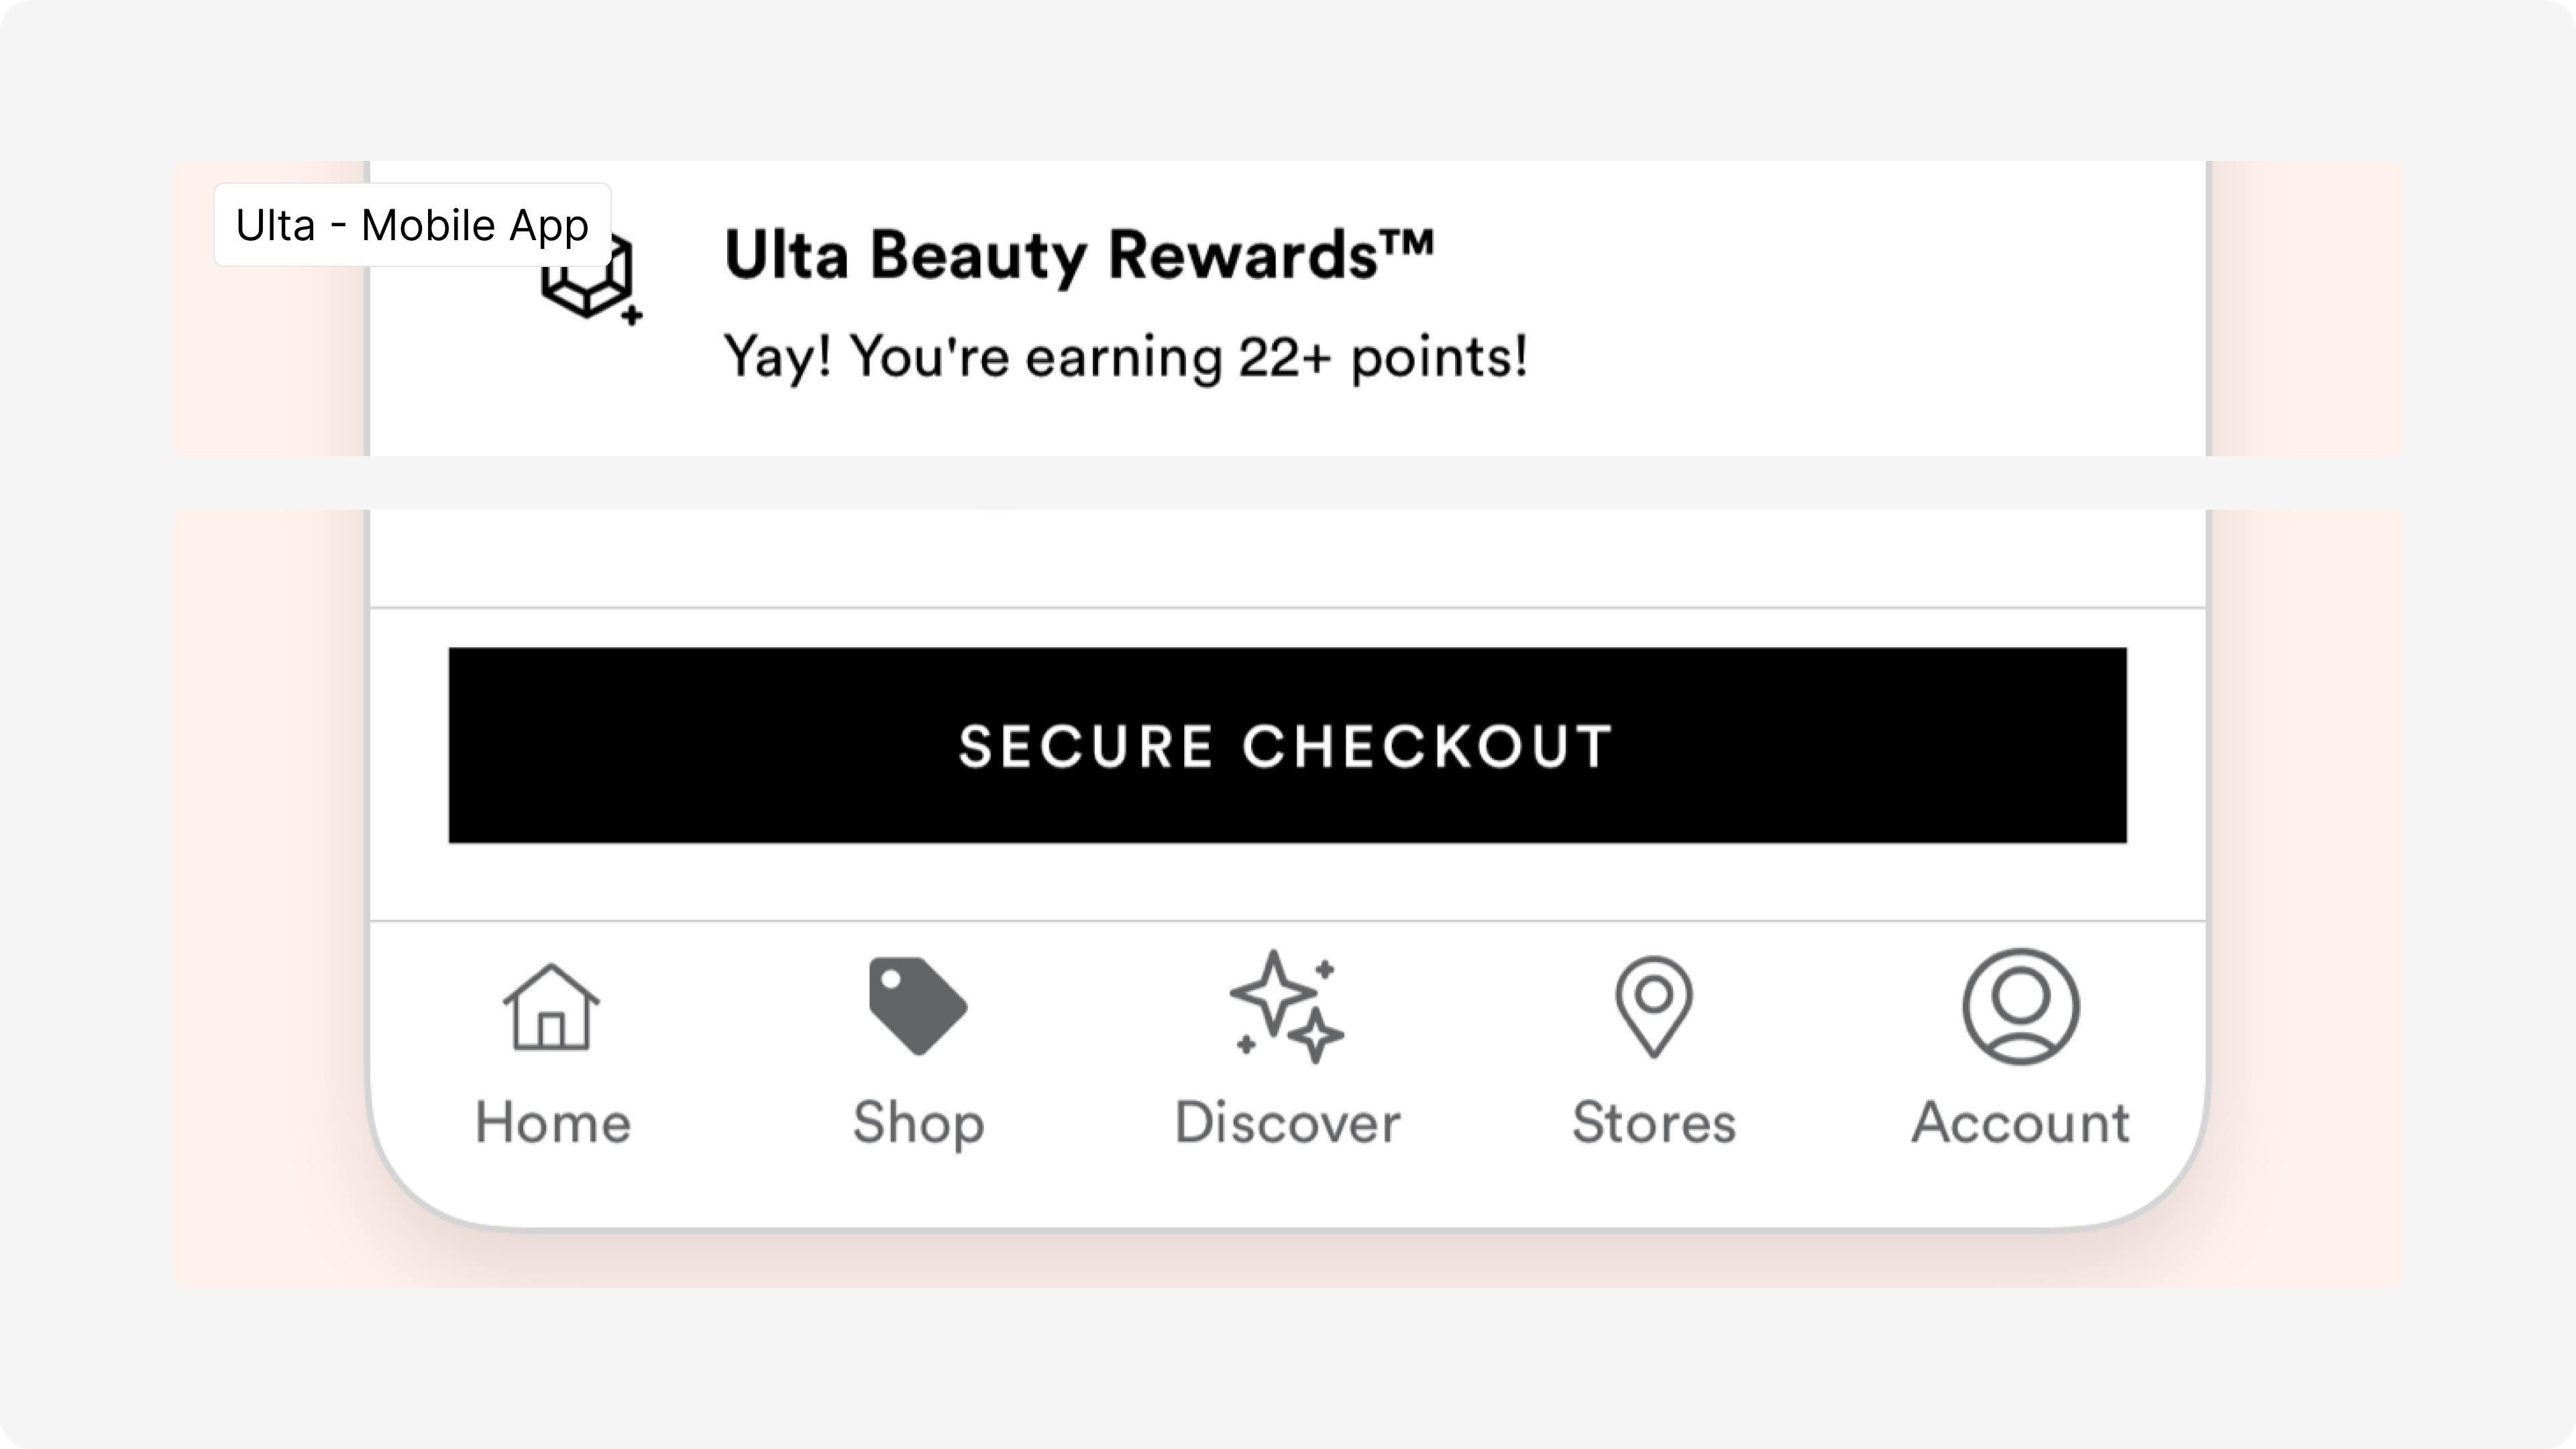 Ulta - Mobile App
Ulta Beauty Rewards™
Yay! You're earning 22+ points!
SECURE CHECKOUT
Home
Shop
Discover
Stores
Account